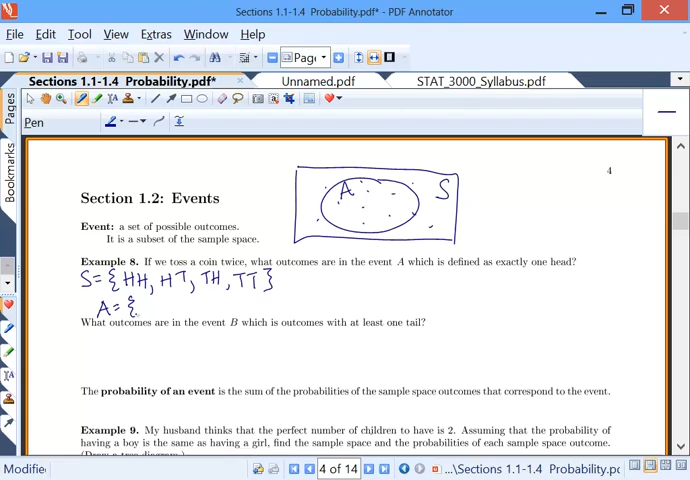 Sections 1.1-1.4 Probability.pdf* - PDF Annotator
File Edit Tool View Extras Window Help
Page
Sections 1.1-1.4 Probability.pdf* Unnamed.pdf STAT_3000_Syllabus.pdf
Pen
Pages
Bookmarks
4
Section 1.2: Events
A S
Event: a set of possible outcomes.
It is a subset of the sample space.
Example 8. If we toss a coin twice, what outcomes are in the event A which is defined as exactly one head?
S = { HH, HT, TH, TT }
A = {
What outcomes are in the event B which is outcomes with at least one tail?
The probability of an event is the sum of the probabilities of the sample space outcomes that correspond to the event.
Example 9. My husband thinks that the perfect number of children to have is 2. Assuming that the probability of
having a boy is the same as having a girl, find the sample space and the probabilities of each sample space outcome.
(Draw a tree diagram.)
Modifie 4 of 14 ...\Sections 1.1-1.4 Probability.pc